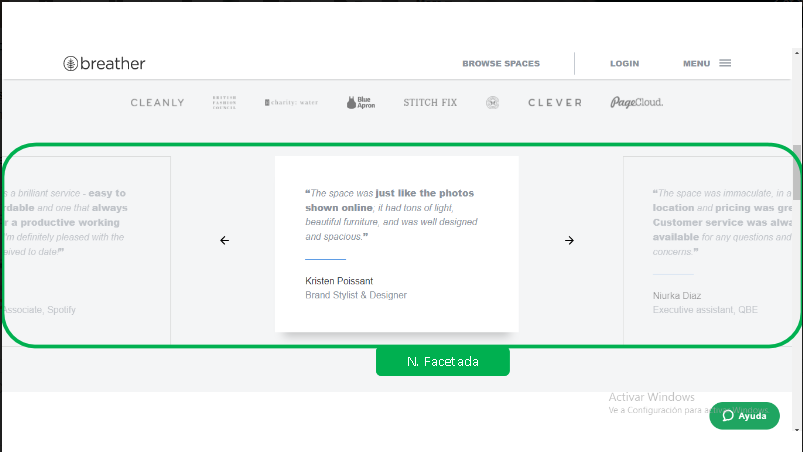 breather
BROWSE SPACES
LOGIN
MENU
CLEANLY
BRITISH
FASHION
COUNCIL
charity: water
Blue
Apron
STITCH FIX
CLEVER
PageCloud.
s a brilliant service - easy to
rdable and one that always
r a productive working
I'm definitely pleased with the
ceived to date!❞
Associate, Spotify
❝The space was just like the photos
shown online, it had tons of light,
beautiful furniture, and was well designed
and spacious.❞
Kristen Poissant
Brand Stylist & Designer
❝The space was immaculate, in a
location and pricing was gre
Customer service was alwa
available for any questions and
concerns.❞
Niurka Diaz
Executive assistant, QBE
N. Facetada
Activar Windows
Ve a Configuración para activar Windows.
Ayuda